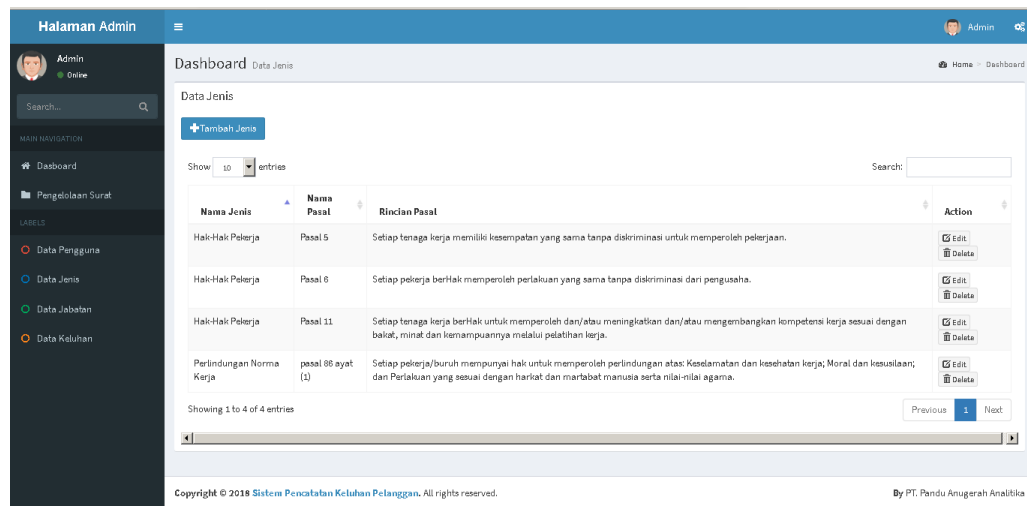 Halaman Admin
Admin
Admin
Online
Search...
MAIN NAVIGATION
Dasboard
Pengelolaan Surat
LABELS
Data Pengguna
Data Jenis
Data Jabatan
Data Keluhan
Dashboard Data Jenis
Home > Dashboard
Data Jenis
Tambah Jenis
Show 10 entries
Search:
Nama Jenis
Nama
Pasal
Rincian Pasal
Action
Hak-Hak Pekerja
Pasal 5
Setiap tenaga kerja memiliki kesempatan yang sama tanpa diskriminasi untuk memperoleh pekerjaan.
Edit
Delete
Hak-Hak Pekerja
Pasal 6
Setiap pekerja berHak memperoleh perlakuan yang sama tanpa diskriminasi dari pengusaha.
Edit
Delete
Hak-Hak Pekerja
Pasal 11
Setiap tenaga kerja berHak untuk memperoleh dan/atau meningkatkan dan/atau mengembangkan kompetensi kerja sesuai dengan
bakat, minat dan kemampuannya melalui pelatihan kerja.
Edit
Delete
Perlindungan Norma
Kerja
pasal 86 ayat
(1)
Setiap pekerja/buruh mempunyai hak untuk memperoleh perlindungan atas: Keselamatan dan kesehatan kerja; Moral dan kesusilaan;
dan Perlakuan yang sesuai dengan harkat dan martabat manusia serta nilai-nilai agama.
Edit
Delete
Showing 1 to 4 of 4 entries
Previous 1 Next
Copyright © 2018 Sistem Pencatatan Keluhan Pelanggan. All rights reserved.
By PT. Pandu Anugerah Analitika